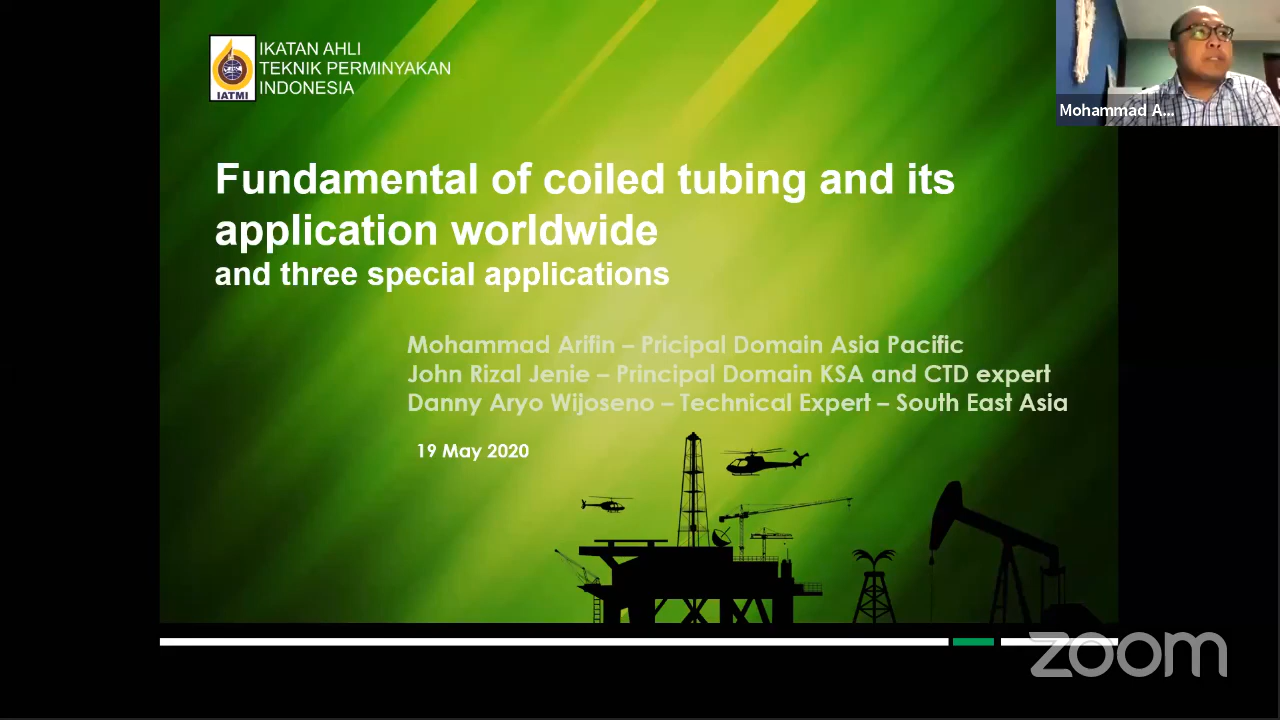 IKATAN AHLI
TEKNIK PERMINYAKAN
INDONESIA
IATMI
Mohammad A...
Fundamental of coiled tubing and its
application worldwide
and three special applications
Mohammad Arifin – Pricipal Domain Asia Pacific
John Rizal Jenie – Principal Domain KSA and CTD expert
Danny Aryo Wijoseno – Technical Expert – South East Asia
19 May 2020
zoom